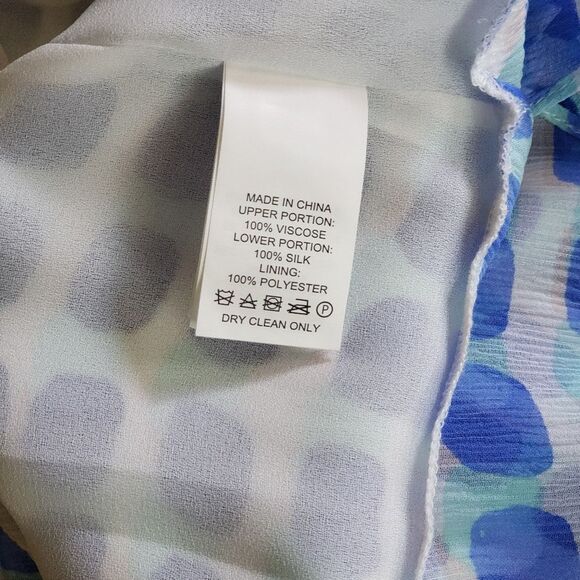 MADE IN CHINA
UPPER PORTION:
100% VISCOSE
LOWER PORTION:
100% SILK
LINING:
100% POLYESTER
P
DRY CLEAN ONLY